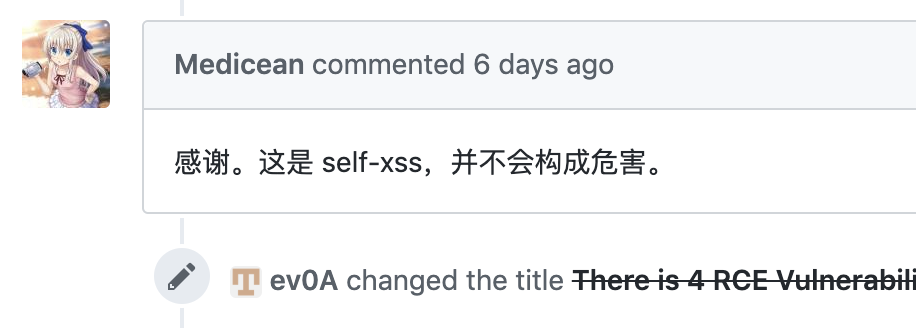 Medicean commented 6 days ago
感谢。这是 self-xss，并不会构成危害。
ev0A changed the title There is 4 RCE